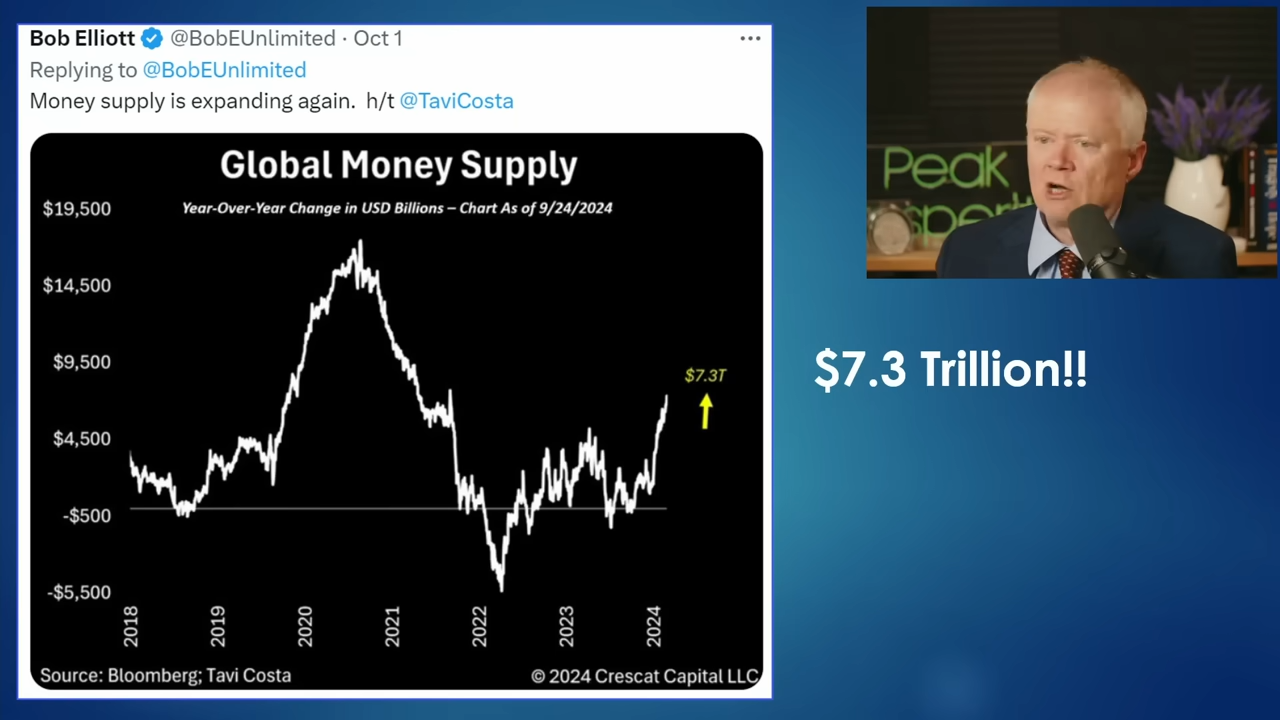 Bob Elliott @BobEUnlimited · Oct 1
Replying to @BobEUnlimited
Money supply is expanding again. h/t @TaviCosta
Global Money Supply
Year-Over-Year Change in USD Billions – Chart As of 9/24/2024
$19,500
$14,500
$9,500
$4,500
-$500
-$5,500
$7.3T
2018
2019
2020
2021
2022
2023
2024
Source: Bloomberg; Tavi Costa
© 2024 Crescat Capital LLC
Peak
$7.3 Trillion!!